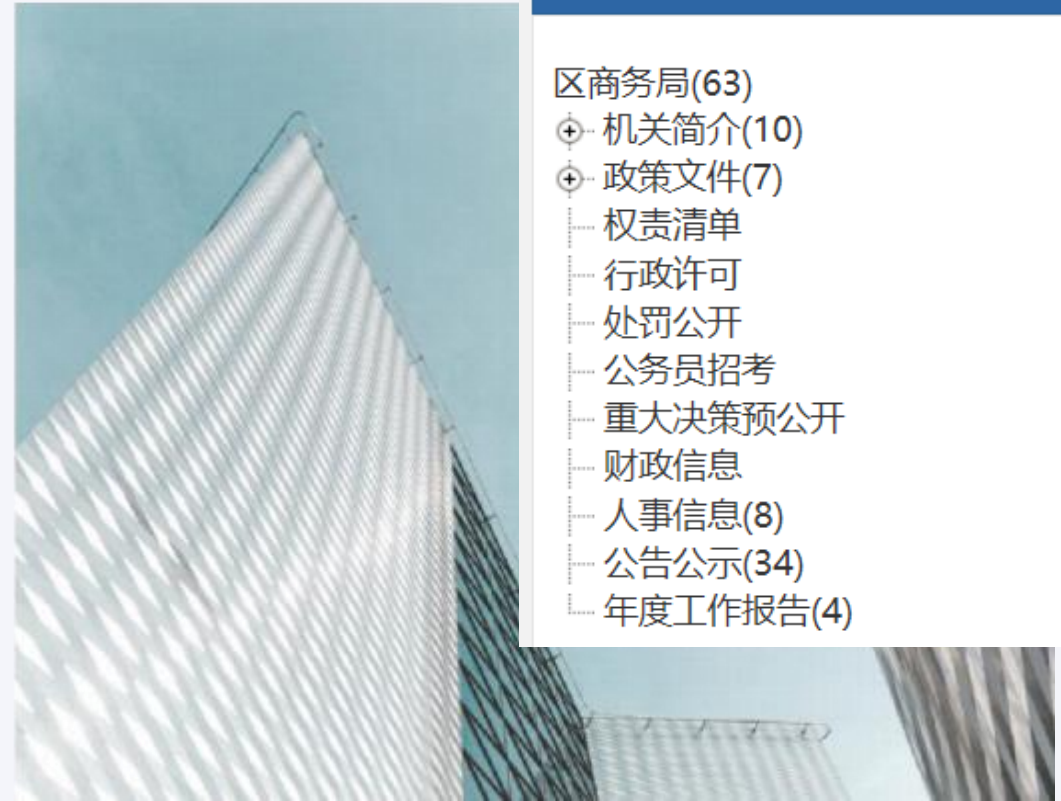 区商务局(63)
机关简介(10)
政策文件(7)
权责清单
行政许可
处罚公开
公务员招考
重大决策预公开
财政信息
人事信息(8)
公告公示(34)
年度工作报告(4)